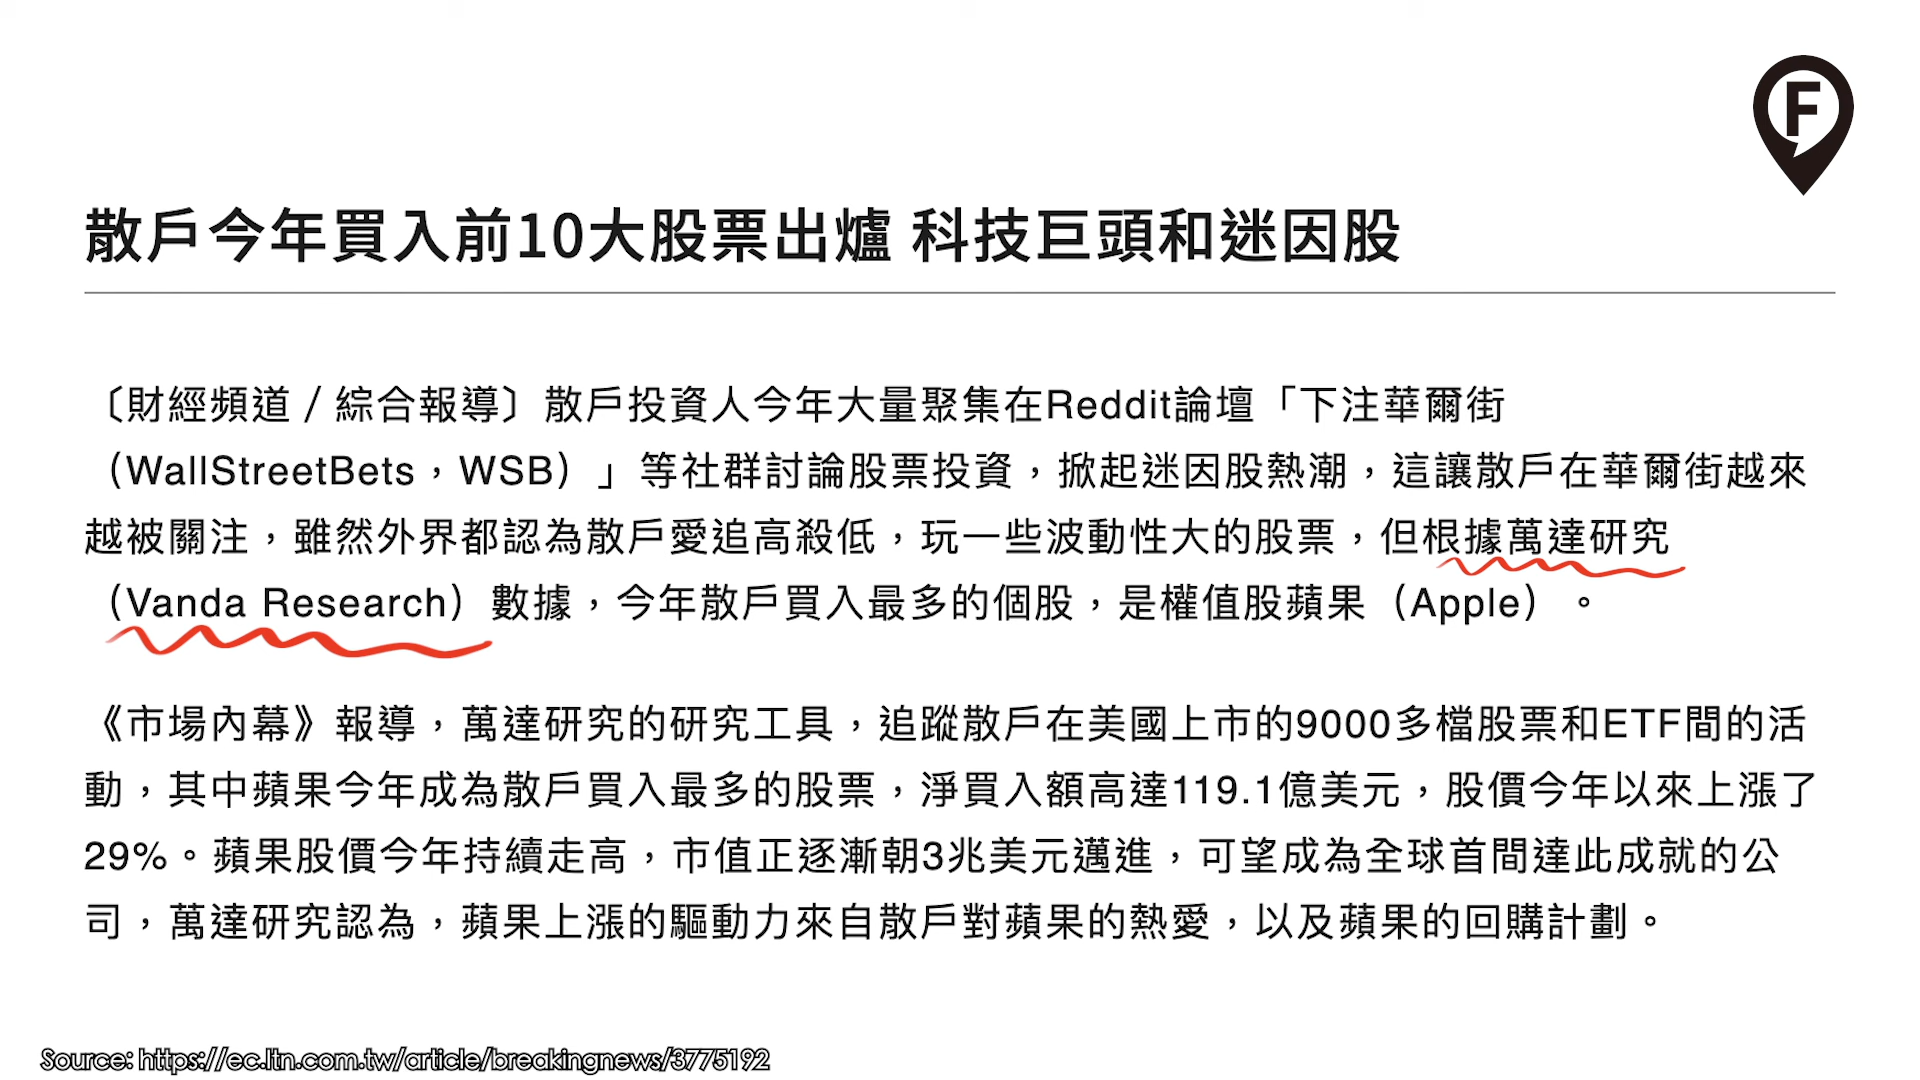 F
散戶今年買入前10大股票出爐 科技巨頭和迷因股
〔財經頻道／綜合報導〕散戶投資人今年大量聚集在Reddit論壇「下注華爾街
（WallStreetBets，WSB）」等社群討論股票投資，掀起迷因股熱潮，這讓散戶在華爾街越來
越被關注，雖然外界都認為散戶愛追高殺低，玩一些波動性大的股票，但根據萬達研究
（Vanda Research）數據，今年散戶買入最多的個股，是權值股蘋果（Apple）。
《市場內幕》報導，萬達研究的研究工具，追蹤散戶在美國上市的9000多檔股票和ETF間的活
動，其中蘋果今年成為散戶買入最多的股票，淨買入額高達119.1億美元，股價今年以來上漲了
29%。蘋果股價今年持續走高，市值正逐漸朝3兆美元邁進，可望成為全球首間達此成就的公
司，萬達研究認為，蘋果上漲的驅動力來自散戶對蘋果的熱愛，以及蘋果的回購計劃。
Source: https://ec.ltn.com.tw/article/breakingnews/3775192